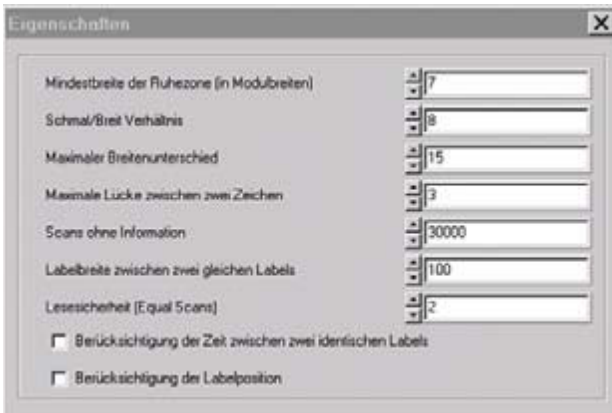 Eigenschaften
Mindestbreite der Ruhezone (in Modulbreiten) 7
Schmal/Breit Verhältnis 8
Maximaler Breitenunterschied 15
Maximale Lücke zwischen zwei Zeichen 3
Scans ohne Information 30000
Labelbreite zwischen zwei gleichen Labels 100
Lesesicherheit (Equal Scans) 2
Berücksichtigung der Zeit zwischen zwei identischen Labels
Berücksichtigung der Labelposition